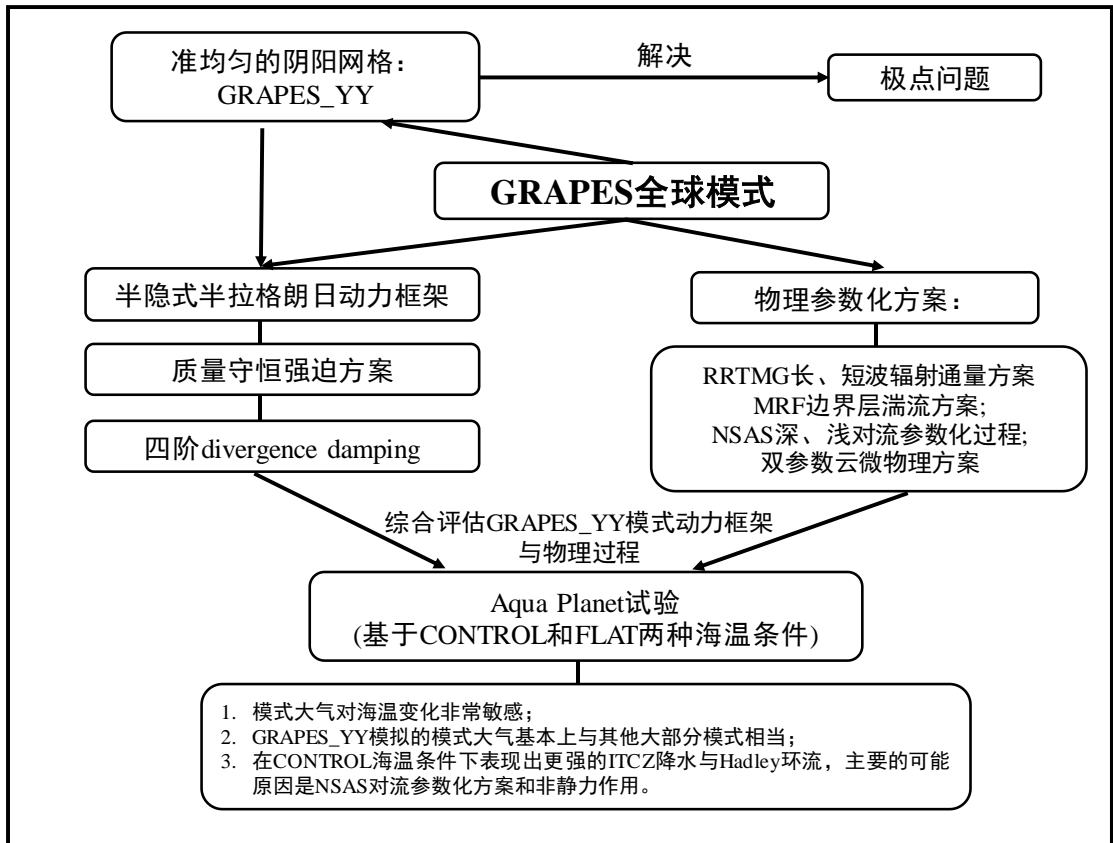 准均匀的阴阳网格：
GRAPES_YY
解决
极点问题
GRAPES全球模式
半隐式半拉格朗日动力框架
物理参数化方案：
质量守恒强迫方案
RRTMG长、短波辐射通量方案
MRF边界层湍流方案;
NSAS深、浅对流参数化过程;
双参数云微物理方案
四阶divergence damping
综合评估GRAPES_YY模式动力框架
与物理过程
Aqua Planet试验
(基于CONTROL和FLAT两种海温条件)
1. 模式大气对海温变化非常敏感；
2. GRAPES_YY模拟的模式大气基本上与其他大部分模式相当；
3. 在CONTROL海温条件下表现出更强的ITCZ降水与Hadley环流，主要的可能
原因是NSAS对流参数化方案和非静力作用。